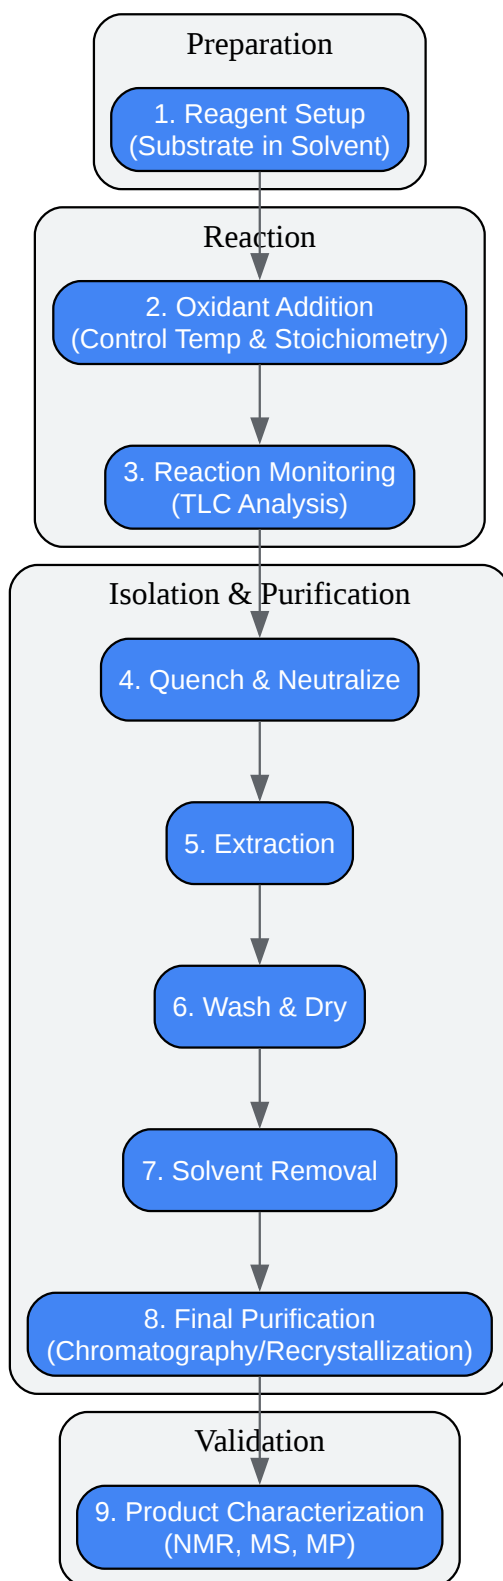 Preparation
1. Reagent Setup
(Substrate in Solvent)
Reaction
2. Oxidant Addition
(Control Temp & Stoichiometry)
3. Reaction Monitoring
(TLC Analysis)
Isolation & Purification
4. Quench & Neutralize
5. Extraction
6. Wash & Dry
7. Solvent Removal
8. Final Purification
(Chromatography/Recrystallization)
Validation
9. Product Characterization
(NMR, MS, MP)